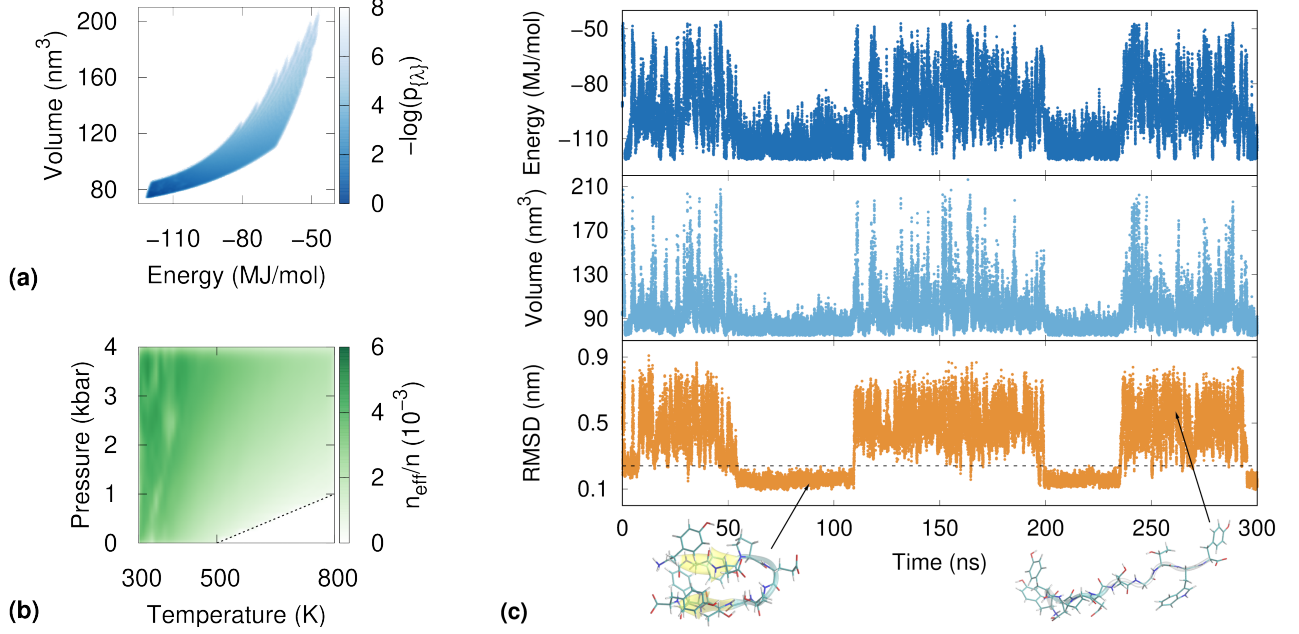 200
160
120
80
Volume (nm³)
−110 −80 −50
Energy (MJ/mol)
8
6
4
2
0
−log(p{λ})
(a)
4
3
2
1
0
Pressure (kbar)
300 500 800
Temperature (K)
6
4
2
0
n_eff/n (10⁻³)
(b)
−50
−80
−110
Energy (MJ/mol)
210
170
130
90
Volume (nm³)
0.9
0.5
0.1
RMSD (nm)
0 50 100 150 200 250 300
Time (ns)
(c)